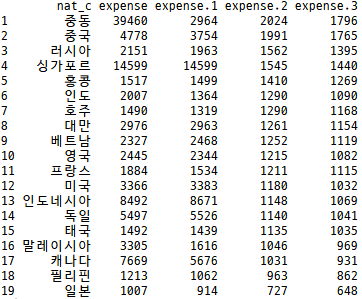 nat_c expense expense.1 expense.2 expense.3
1 중동 39460 2964 2024 1796
2 중국 4778 3754 1991 1765
3 러시아 2151 1963 1562 1395
4 싱가포르 14599 14599 1545 1440
5 홍콩 1517 1499 1410 1269
6 인도 2007 1364 1290 1090
7 호주 1490 1319 1290 1168
8 대만 2976 2963 1261 1154
9 베트남 2327 2468 1252 1119
10 영국 2445 2344 1215 1082
11 프랑스 1884 1534 1211 1115
12 미국 3366 3383 1180 1032
13 인도네시아 8492 8671 1148 1069
14 독일 5497 5526 1140 1041
15 태국 1492 1439 1135 1035
16 말레이시아 3305 1616 1046 969
17 캐나다 7669 5676 1031 931
18 필리핀 1213 1062 963 862
19 일본 1007 914 727 648